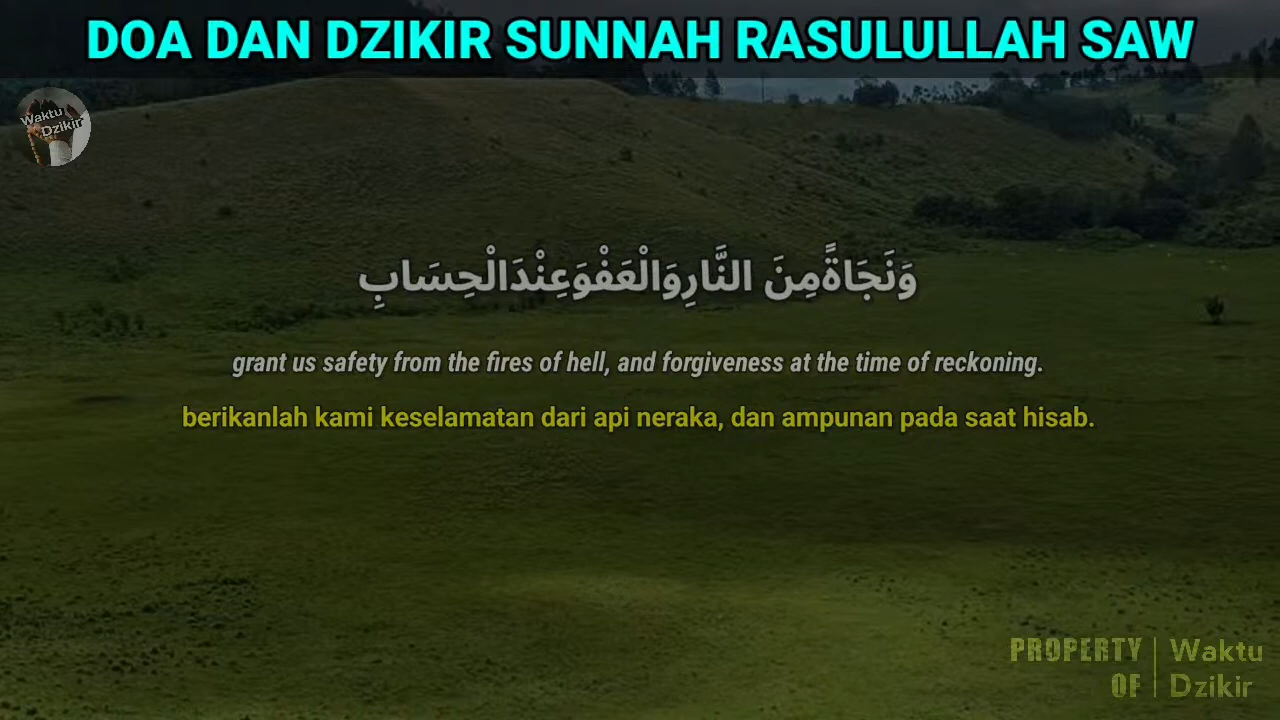 DOA DAN DZIKIR SUNNAH RASULULLAH SAW
Waktu
Dzikir
وَنَجَاةًمِنَ النَّارِوَالْعَفْوَعِنْدَالْحِسَابِ
grant us safety from the fires of hell, and forgiveness at the time of reckoning.
berikanlah kami keselamatan dari api neraka, dan ampunan pada saat hisab.
PROPERTY OF
Waktu Dzikir